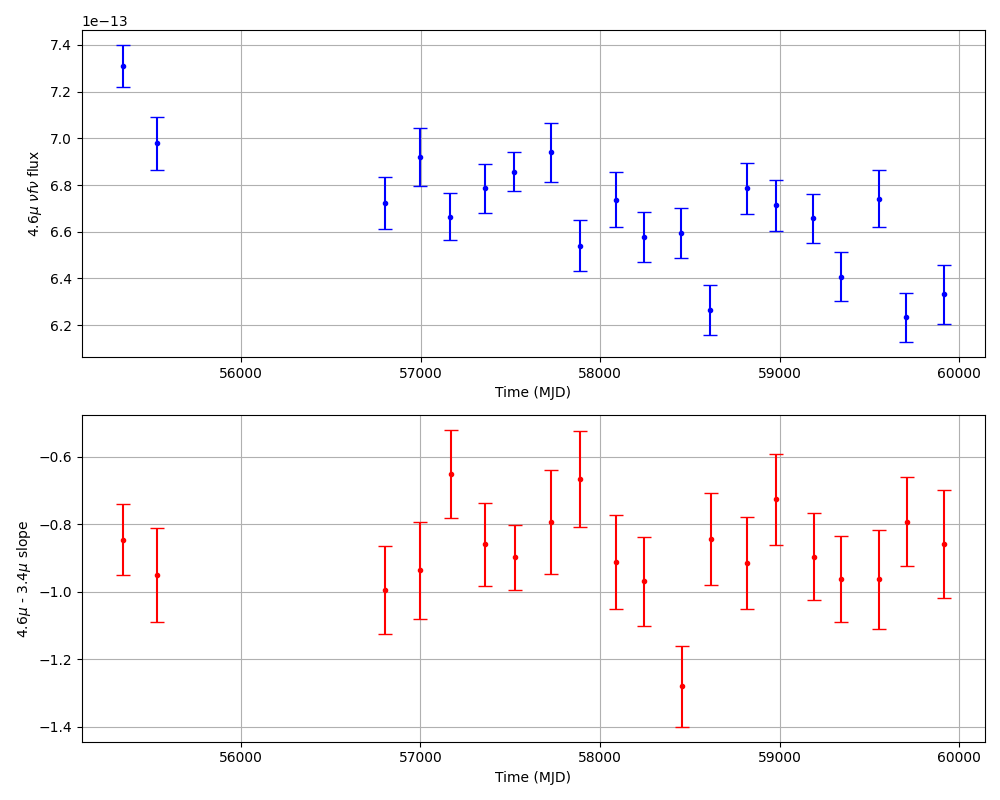 1e−13
7.4
7.2
7.0
6.8
6.6
6.4
6.2
4.6μ νfν flux
56000 57000 58000 59000 60000
Time (MJD)
−0.6
−0.8
−1.0
−1.2
−1.4
4.6μ - 3.4μ slope
56000 57000 58000 59000 60000
Time (MJD)